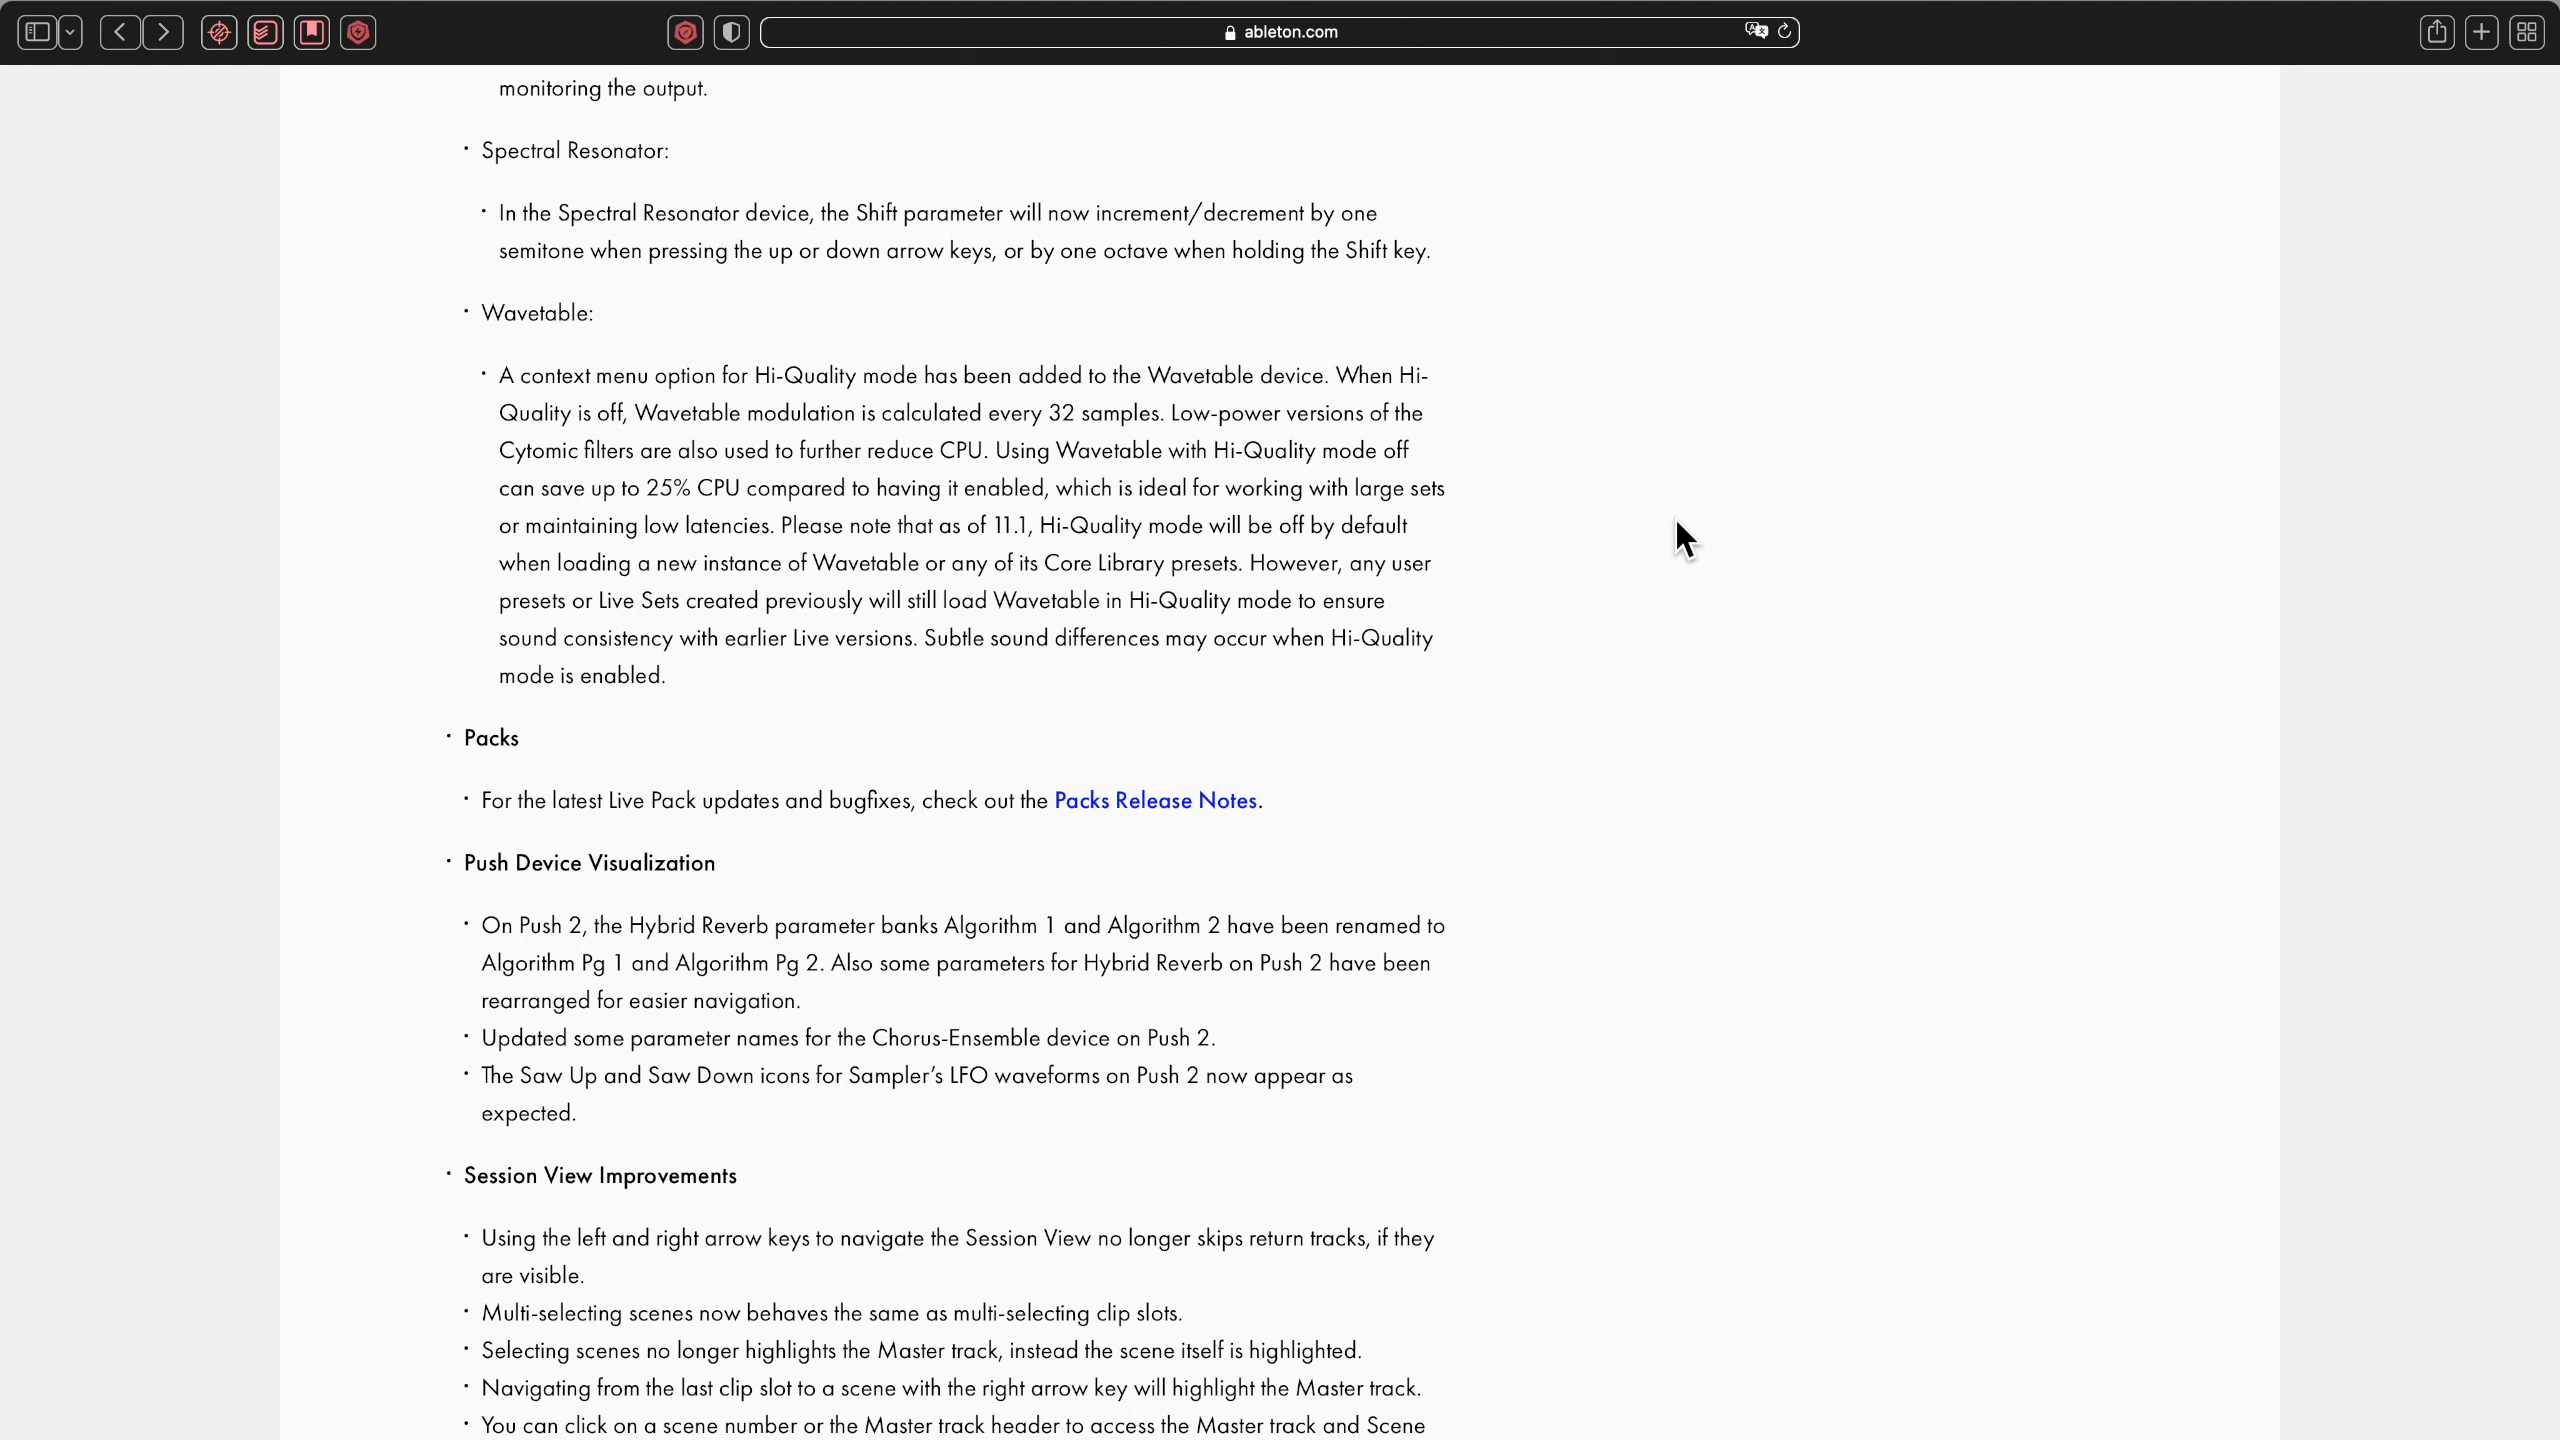 ableton.com
monitoring the output.
· Spectral Resonator:
· In the Spectral Resonator device, the Shift parameter will now increment/decrement by one
semitone when pressing the up or down arrow keys, or by one octave when holding the Shift key.
· Wavetable:
· A context menu option for Hi-Quality mode has been added to the Wavetable device. When Hi-
Quality is off, Wavetable modulation is calculated every 32 samples. Low-power versions of the
Cytomic filters are also used to further reduce CPU. Using Wavetable with Hi-Quality mode off
can save up to 25% CPU compared to having it enabled, which is ideal for working with large sets
or maintaining low latencies. Please note that as of 11.1, Hi-Quality mode will be off by default
when loading a new instance of Wavetable or any of its Core Library presets. However, any user
presets or Live Sets created previously will still load Wavetable in Hi-Quality mode to ensure
sound consistency with earlier Live versions. Subtle sound differences may occur when Hi-Quality
mode is enabled.
· Packs
· For the latest Live Pack updates and bugfixes, check out the Packs Release Notes.
· Push Device Visualization
· On Push 2, the Hybrid Reverb parameter banks Algorithm 1 and Algorithm 2 have been renamed to
Algorithm Pg 1 and Algorithm Pg 2. Also some parameters for Hybrid Reverb on Push 2 have been
rearranged for easier navigation.
· Updated some parameter names for the Chorus-Ensemble device on Push 2.
· The Saw Up and Saw Down icons for Sampler's LFO waveforms on Push 2 now appear as
expected.
· Session View Improvements
· Using the left and right arrow keys to navigate the Session View no longer skips return tracks, if they
are visible.
· Multi-selecting scenes now behaves the same as multi-selecting clip slots.
· Selecting scenes no longer highlights the Master track, instead the scene itself is highlighted.
· Navigating from the last clip slot to a scene with the right arrow key will highlight the Master track.
· You can click on a scene number or the Master track header to access the Master track and Scene